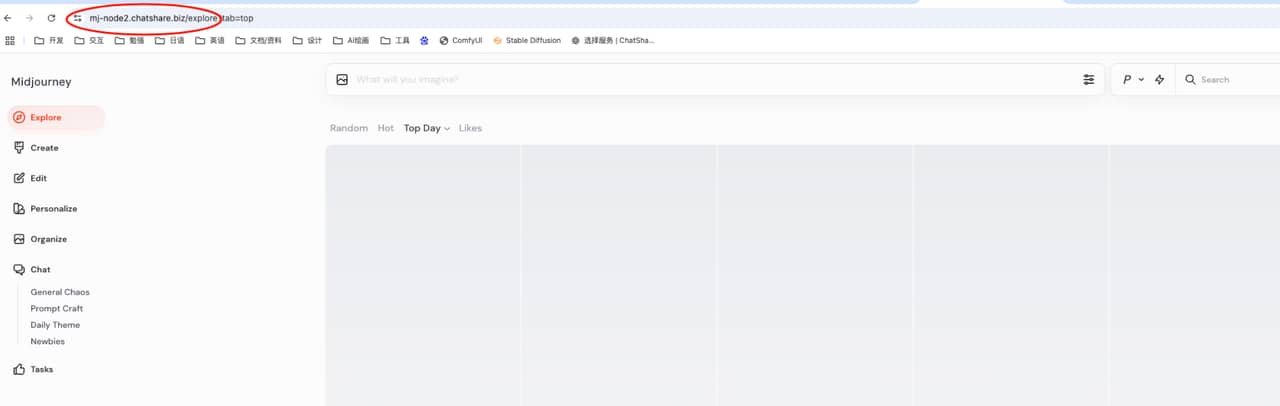 mj-node2.chatshare.biz/explore?tab=top
开发 交互 勉强 日语 英语 文档/资料 设计 AI绘画 工具 ComfyUI Stable Diffusion 选择服务 | ChatSha...
Midjourney
What will you imagine?
P
Search
Explore
Random Hot Top Day Likes
Create
Edit
Personalize
Organize
Chat
General Chaos
Prompt Craft
Daily Theme
Newbies
Tasks